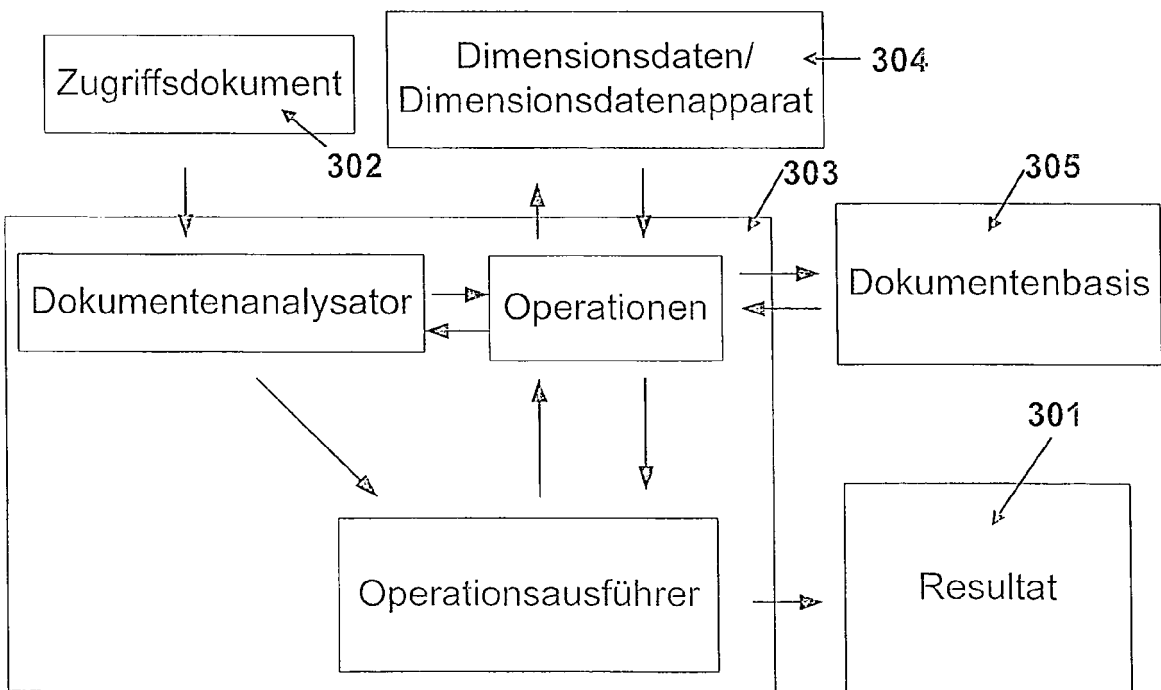 Zugriffsdokument
302
Dimensionsdaten/
Dimensionsdatenapparat
304
303
305
Dokumentenanalysator
Operationen
Dokumentenbasis
301
Operationsausführer
Resultat